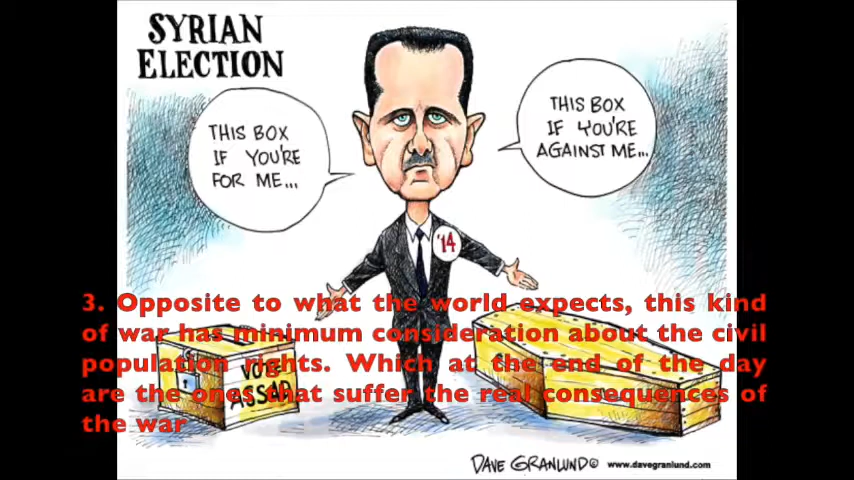 SYRIAN
ELECTION
THIS BOX
IF YOU'RE
FOR ME...
THIS BOX
IF YOU'RE
AGAINST ME...
'14
3. Opposite to what the world expects, this kind
of war has minimum consideration about the civil
population rights. Which at the end of the day
are the ones that suffer the real consequences of
the war
VOTE
ASSAD
DAVE GRANLUND© www.davegranlund.com